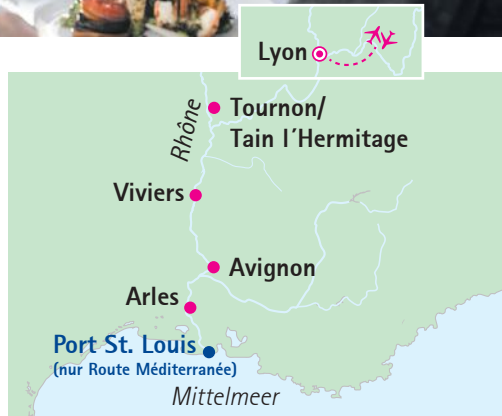 Lyon
Rhône
Tournon/
Tain l´Hermitage
Viviers
Avignon
Arles
Port St. Louis
(nur Route Méditerranée)
Mittelmeer